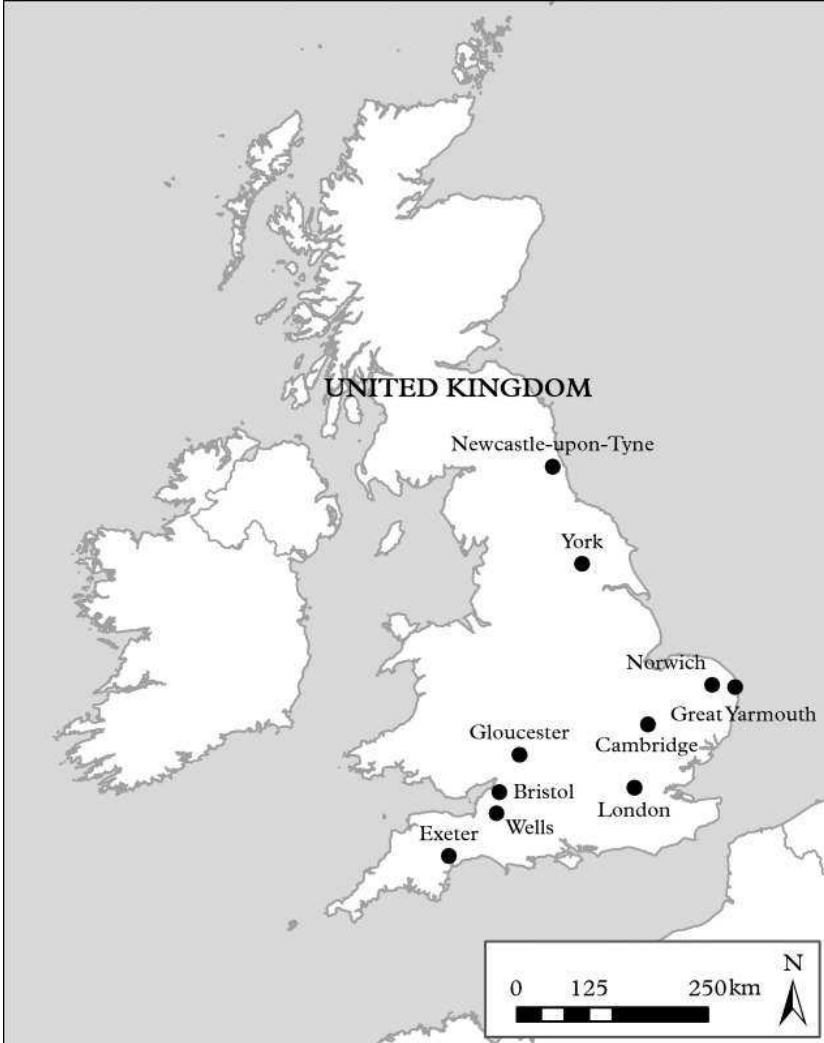 UNITED KINGDOM
Newcastle-upon-Tyne
York
Norwich
Great Yarmouth
Cambridge
Gloucester
Bristol
London
Wells
Exeter
N
0 125 250km